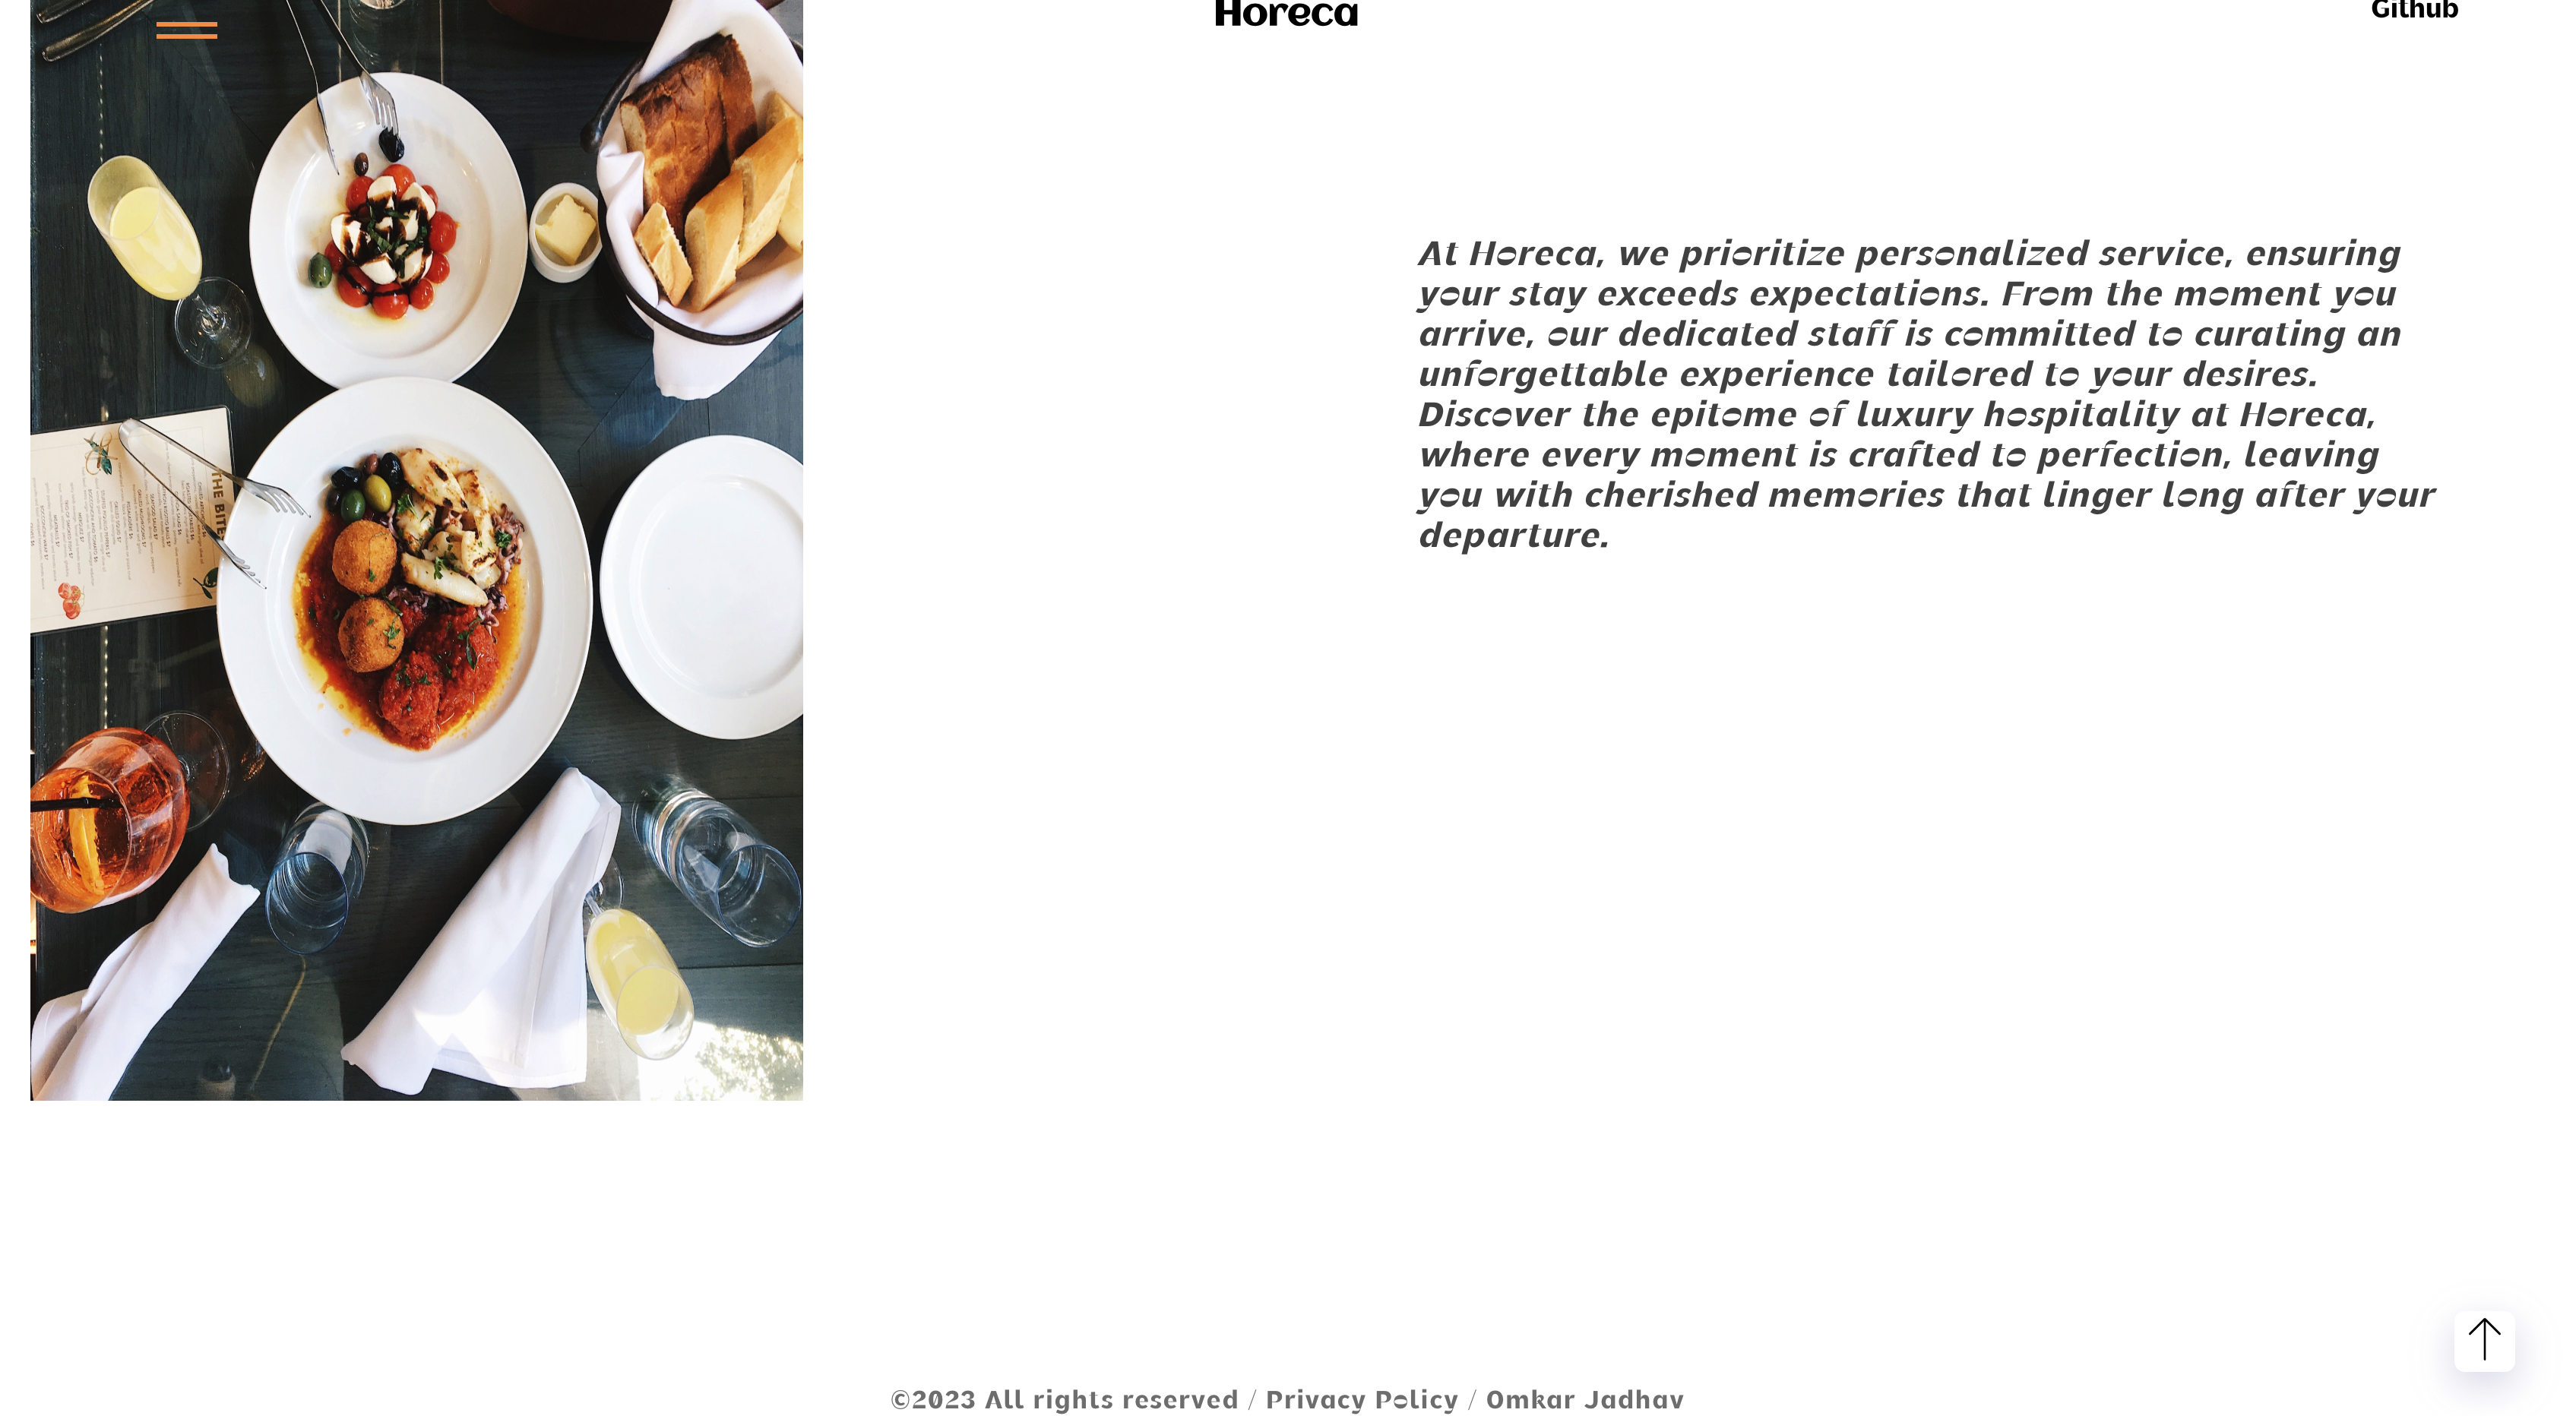 Horeca
Github
At Horeca, we prioritize personalized service, ensuring
your stay exceeds expectations. From the moment you
arrive, our dedicated staff is committed to curating an
unforgettable experience tailored to your desires.
Discover the epitome of luxury hospitality at Horeca,
where every moment is crafted to perfection, leaving
you with cherished memories that linger long after your
departure.
THE BITE
©2023 All rights reserved / Privacy Policy / Omkar Jadhav